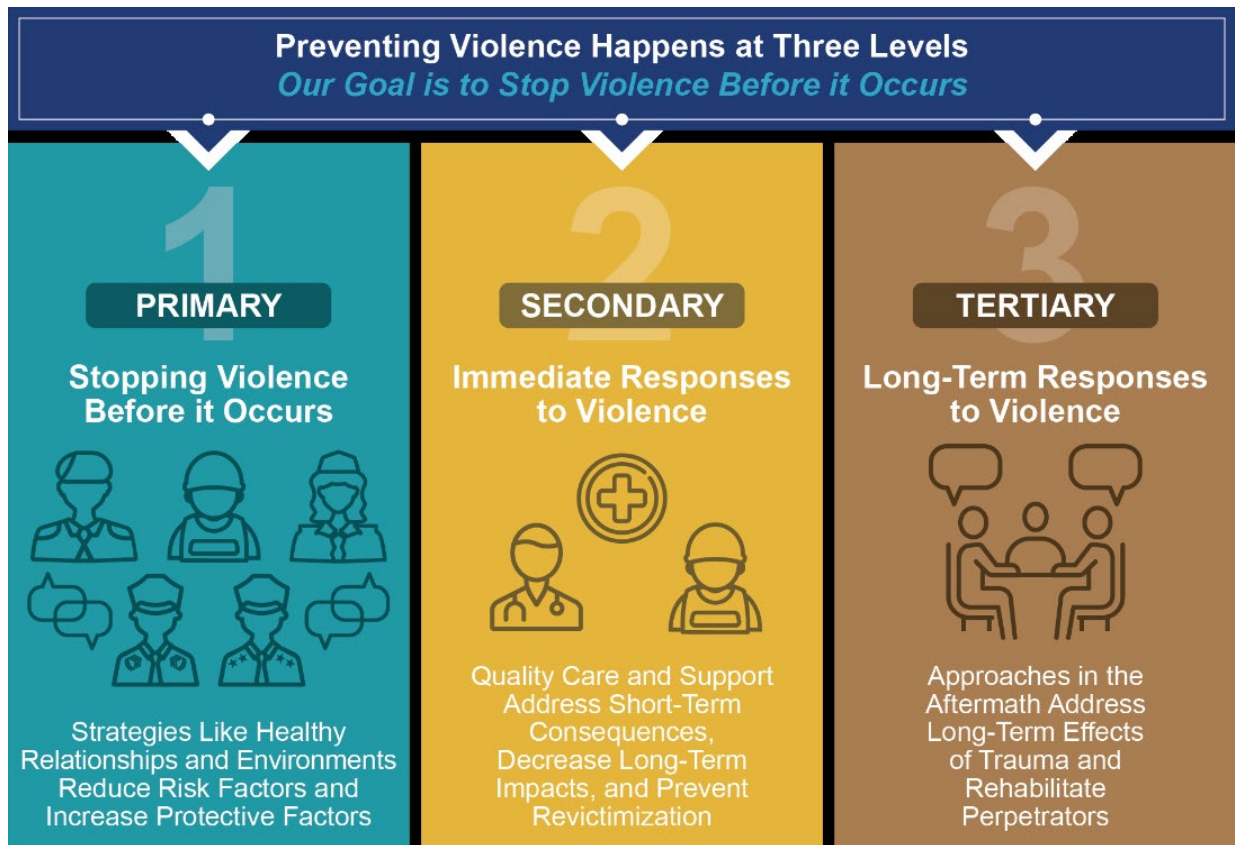 Preventing Violence Happens at Three Levels
Our Goal is to Stop Violence Before it Occurs
1
PRIMARY
Stopping Violence
Before it Occurs
Strategies Like Healthy
Relationships and Environments
Reduce Risk Factors and
Increase Protective Factors
2
SECONDARY
Immediate Responses
to Violence
Quality Care and Support
Address Short-Term
Consequences,
Decrease Long-Term
Impacts, and Prevent
Revictimization
3
TERTIARY
Long-Term Responses
to Violence
Approaches in the
Aftermath Address
Long-Term Effects
of Trauma and
Rehabilitate
Perpetrators